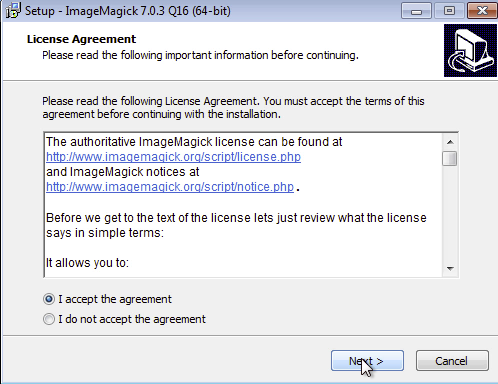 Setup - ImageMagick 7.0.3 Q16 (64-bit)
License Agreement
Please read the following important information before continuing.
Please read the following License Agreement. You must accept the terms of this
agreement before continuing with the installation.
The authoritative ImageMagick license can be found at
http://www.imagemagick.org/script/license.php
and ImageMagick notices at
http://www.imagemagick.org/script/notice.php .
Before we get to the text of the license lets just review what the license
says in simple terms:
It allows you to:
I accept the agreement
I do not accept the agreement
Next > Cancel